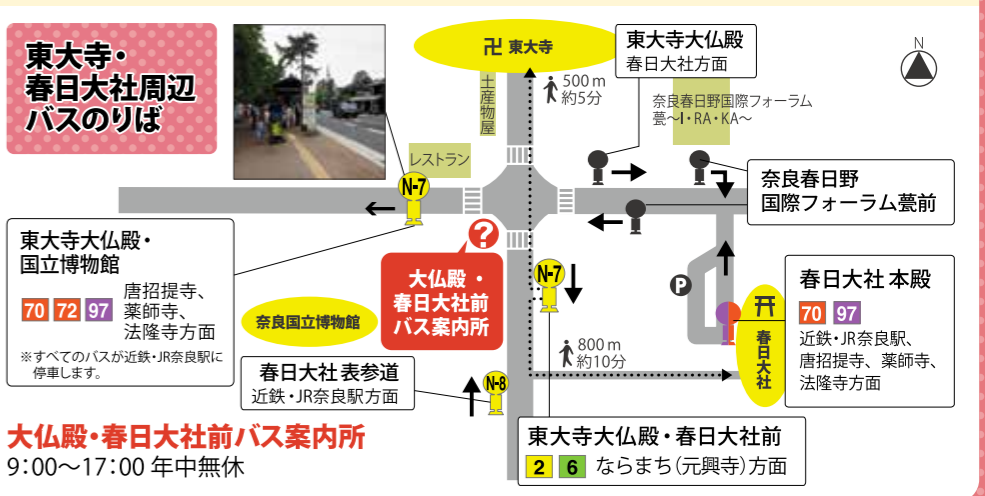 東大寺・
春日大社周辺
バスのりば
卍 東大寺
土産物屋
500m
約5分
東大寺大仏殿
春日大社方面
奈良春日野国際フォーラム
甍〜I・RA・KA〜
N
レストラン
N-7
奈良春日野
国際フォーラム甍前
東大寺大仏殿・
国立博物館
70 72 97 唐招提寺、
薬師寺、
法隆寺方面
※すべてのバスが近鉄・JR奈良駅に
停車します。
?
大仏殿・
春日大社前
バス案内所
N-7
P
春日大社 本殿
70 97
近鉄・JR奈良駅、
唐招提寺、薬師寺、
法隆寺方面
奈良国立博物館
春日大社
800m
約10分
春日大社 表参道
近鉄・JR奈良駅方面
N-8
大仏殿・春日大社前バス案内所
9:00〜17:00 年中無休
東大寺大仏殿・春日大社前
2 6 ならまち(元興寺)方面